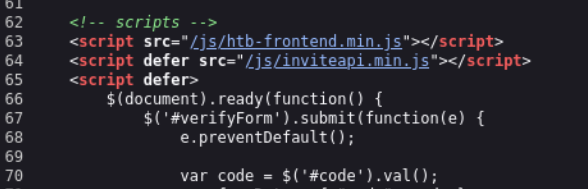 61
62 <!-- scripts -->
63 <script src="/js/htb-frontend.min.js"></script>
64 <script defer src="/js/inviteapi.min.js"></script>
65 <script defer>
66 $(document).ready(function() {
67 $('#verifyForm').submit(function(e) {
68 e.preventDefault();
69
70 var code = $('#code').val();